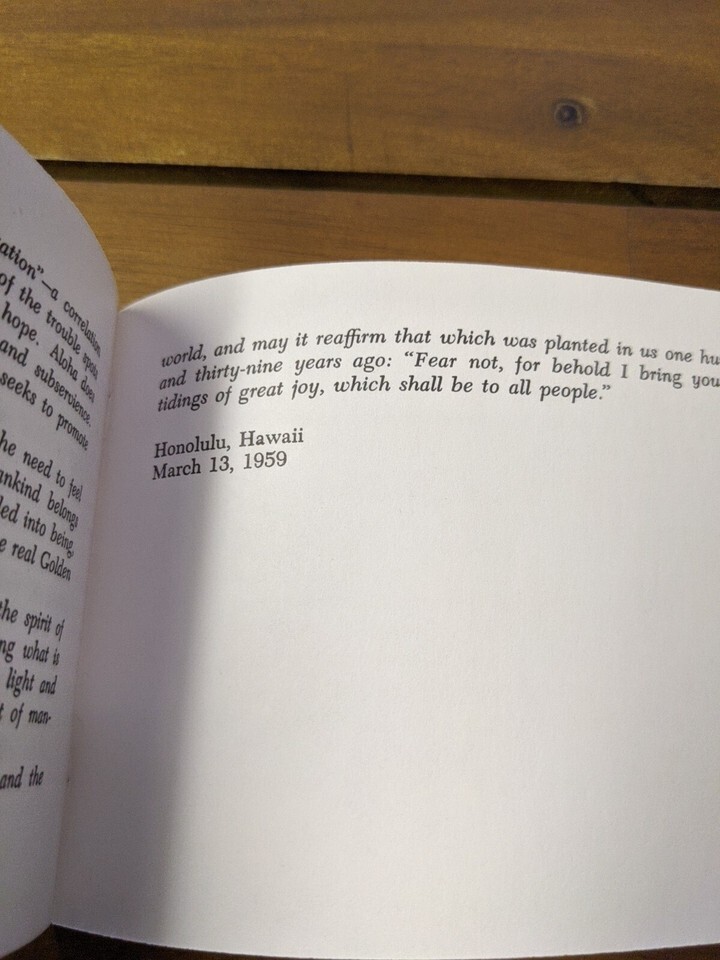 ation"—a correlation
of the trouble spots
hope. Aloha does
and subservience.
seeks to promote
he need to feel
ankind belongs
led into being,
e real Golden
the spirit of
ng what is
light and
t of man-
and the
world, and may it reaffirm that which was planted in us one hu
and thirty-nine years ago: “Fear not, for behold I bring you
tidings of great joy, which shall be to all people.”
Honolulu, Hawaii
March 13, 1959